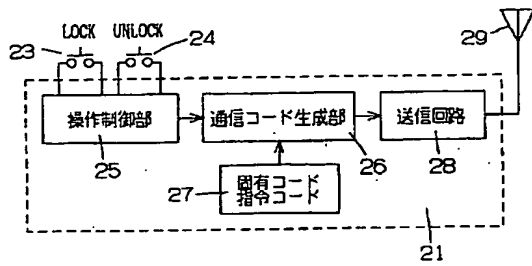 LOCK UNLOCK
23 24 29
操作制御部 通信コード生成部 送信回路
25 26 28
27 固有コード
指令コード
21